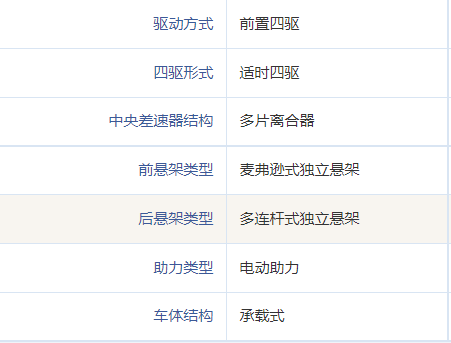 驱动方式 前置四驱
四驱形式 适时四驱
中央差速器结构 多片离合器
前悬架类型 麦弗逊式独立悬架
后悬架类型 多连杆式独立悬架
助力类型 电动助力
车体结构 承载式